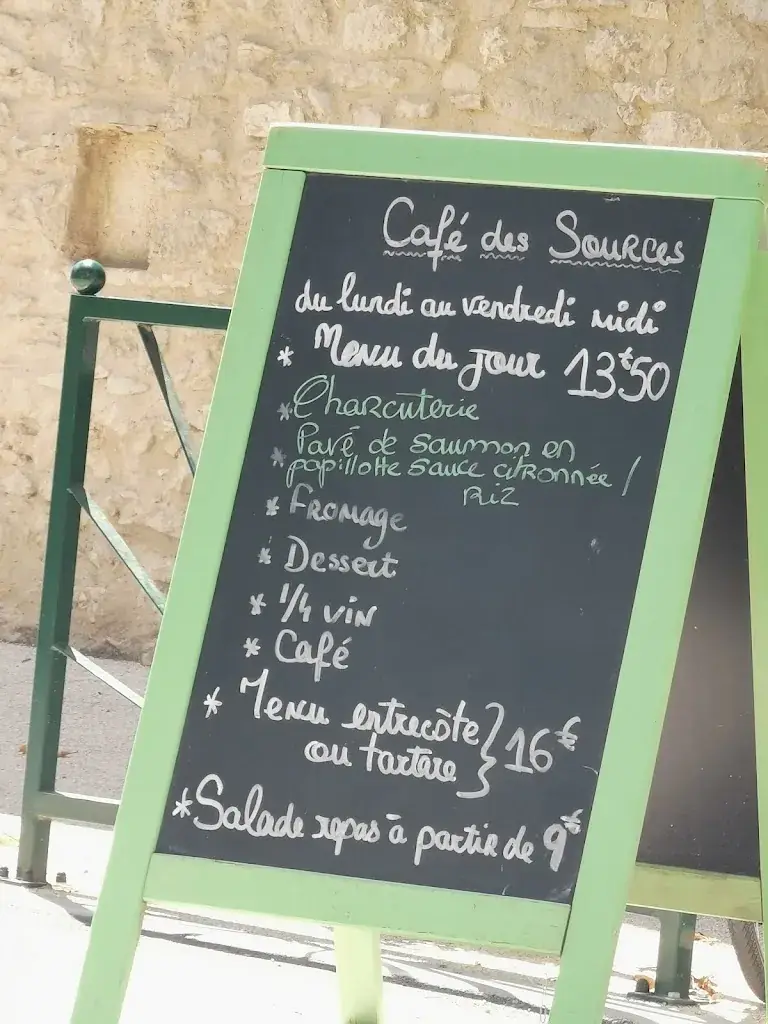 Café des Sources
du lundi au vendredi midi
* Menu du jour 13€50
* Charcuterie
* Pavé de saumon en
papillotte sauce citronnée /
Riz
* Fromage
* Dessert
* 1/4 vin
* Café
* Menu entrecôte } 16€
ou tartare
* Salade repas à partir de 9€